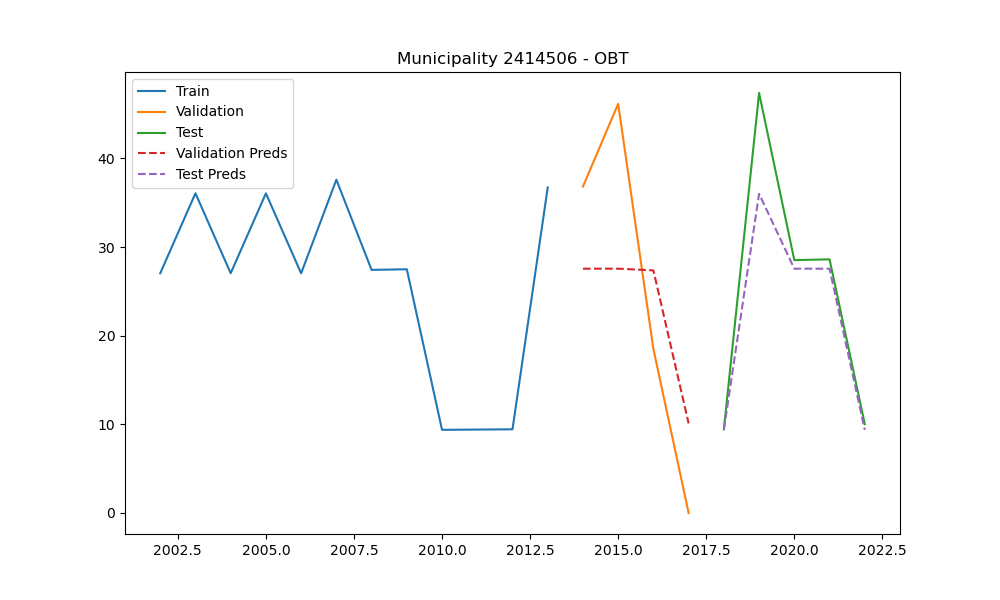 Municipality 2414506 - OBT
Train
Validation
Test
Validation Preds
Test Preds
40
30
20
10
0
2002.5 2005.0 2007.5 2010.0 2012.5 2015.0 2017.5 2020.0 2022.5